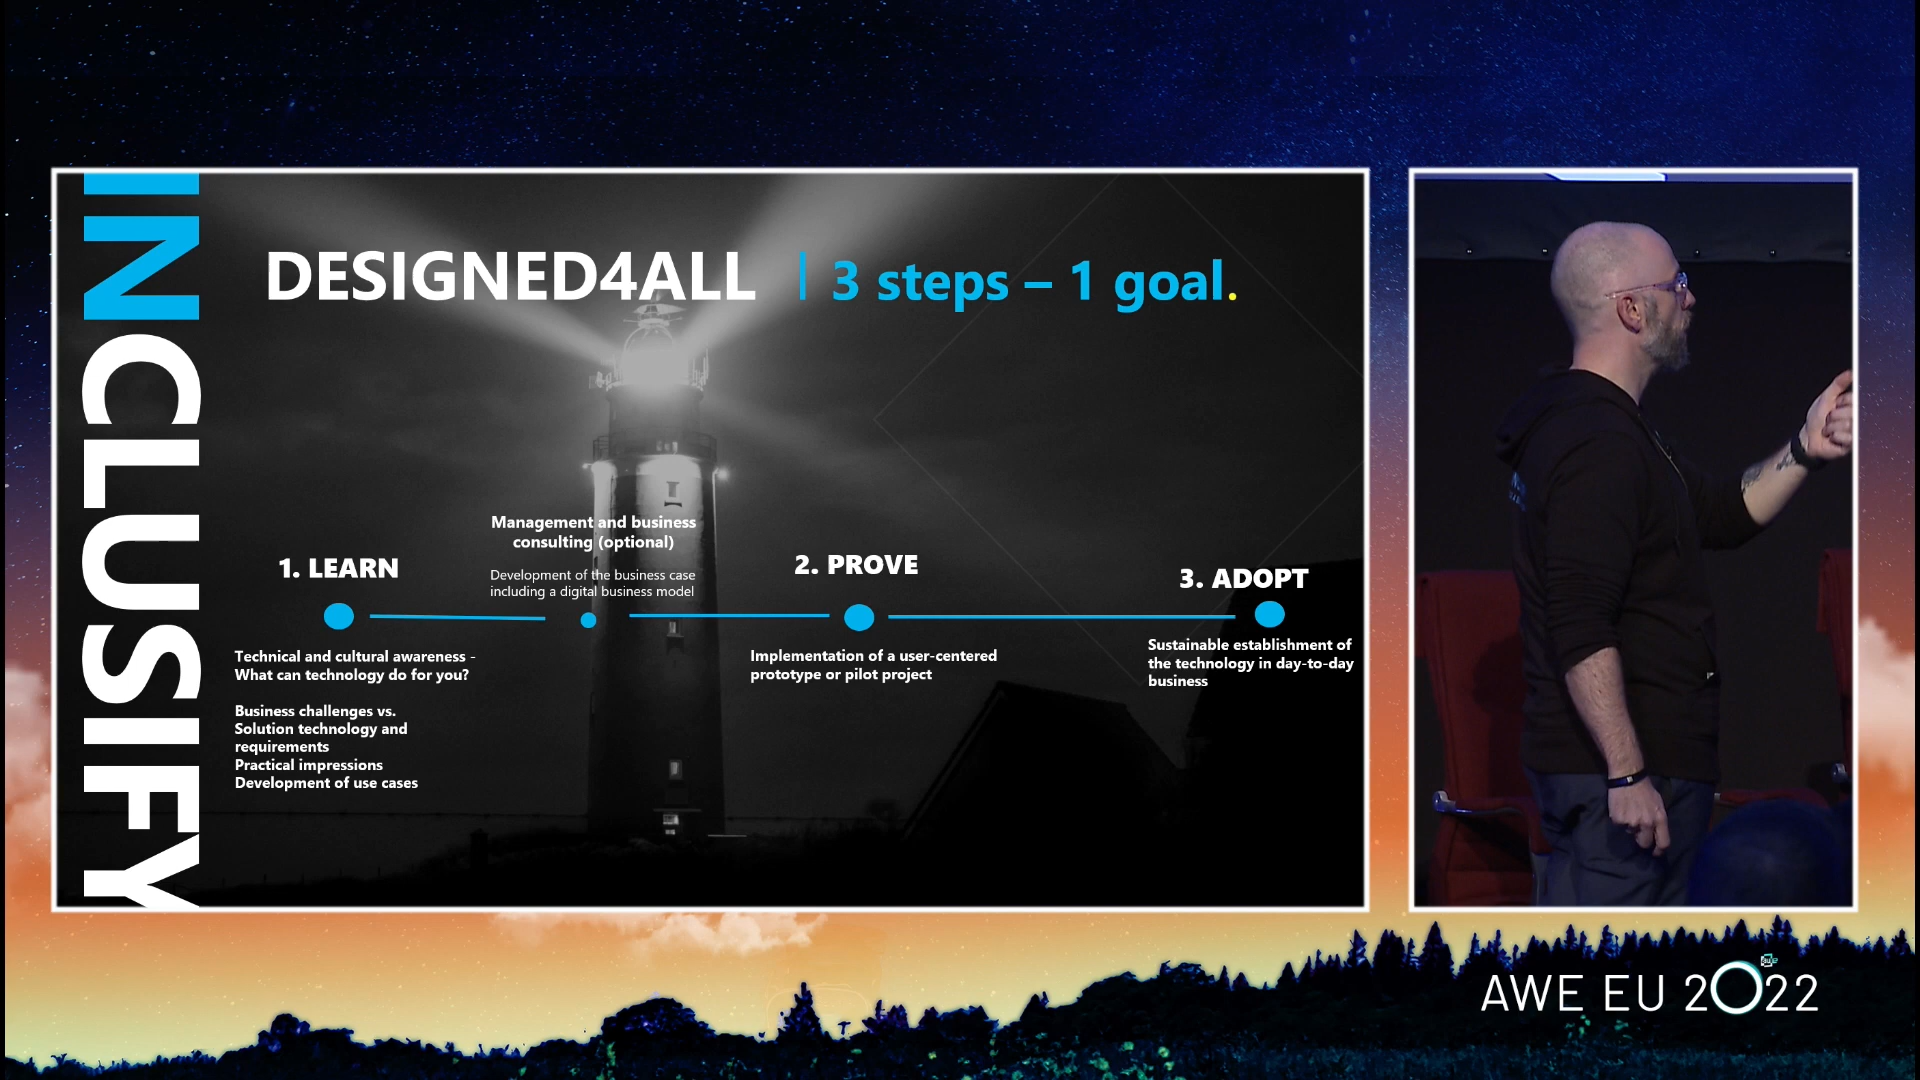 INCLUSIFY
DESIGNED4ALL | 3 steps – 1 goal.
1. LEARN
Technical and cultural awareness -
What can technology do for you?
Business challenges vs.
Solution technology and
requirements
Practical impressions
Development of use cases
Management and business
consulting (optional)
Development of the business case
including a digital business model
2. PROVE
Implementation of a user-centered
prototype or pilot project
3. ADOPT
Sustainable establishment of
the technology in day-to-day
business
AWE EU 2022